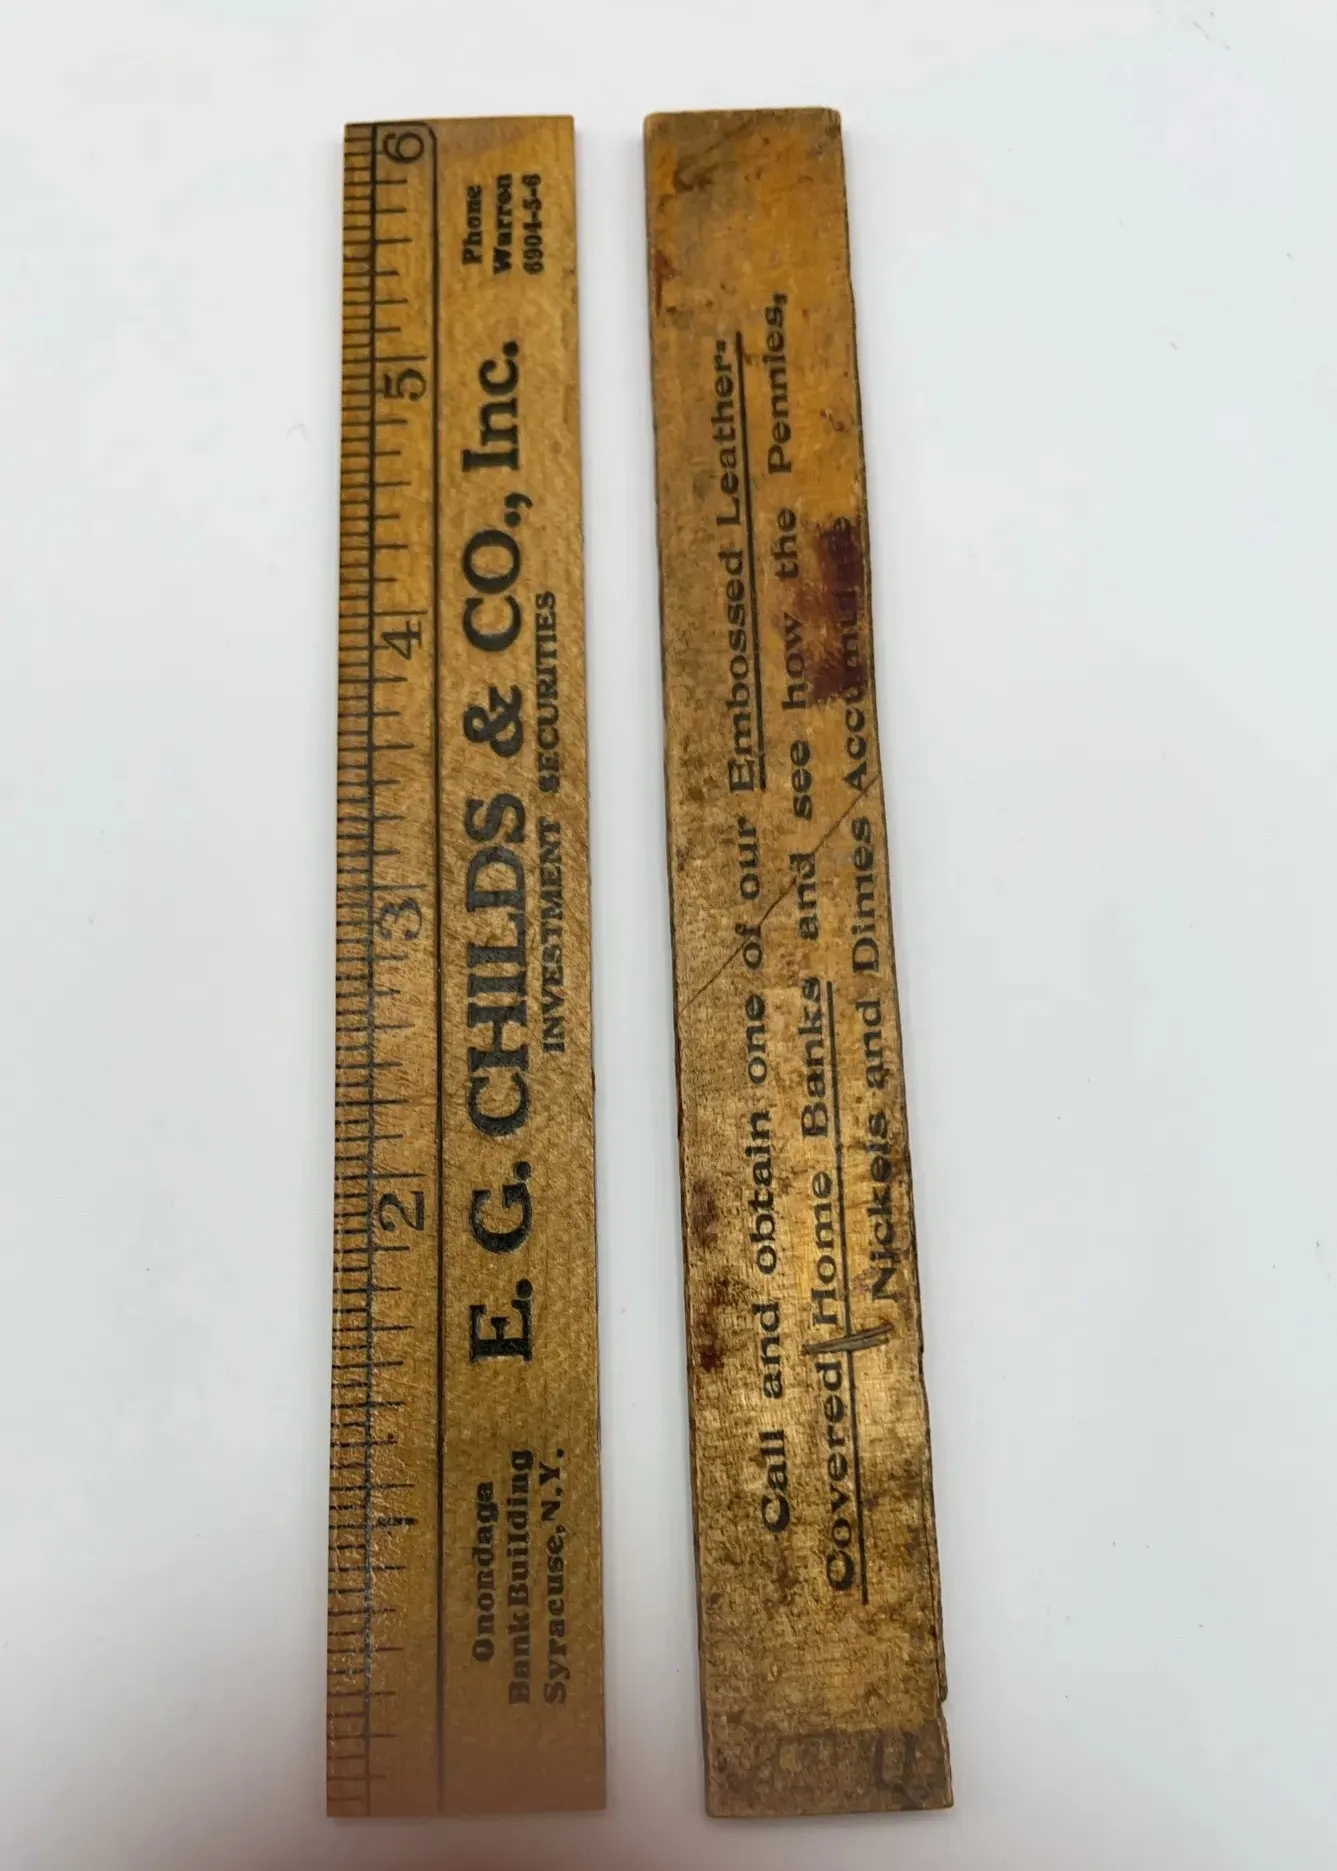 Onondaga
Bank Building
Syracuse, N.Y.
E. G. CHILDS & CO., Inc.
INVESTMENT SECURITIES
Phone
Warren
6904-5-6
1 2 3 4 5 6
Call and obtain one of our Embossed Leather-
Covered Home Banks and see how the Pennies,
Nickels and Dimes Accumulate